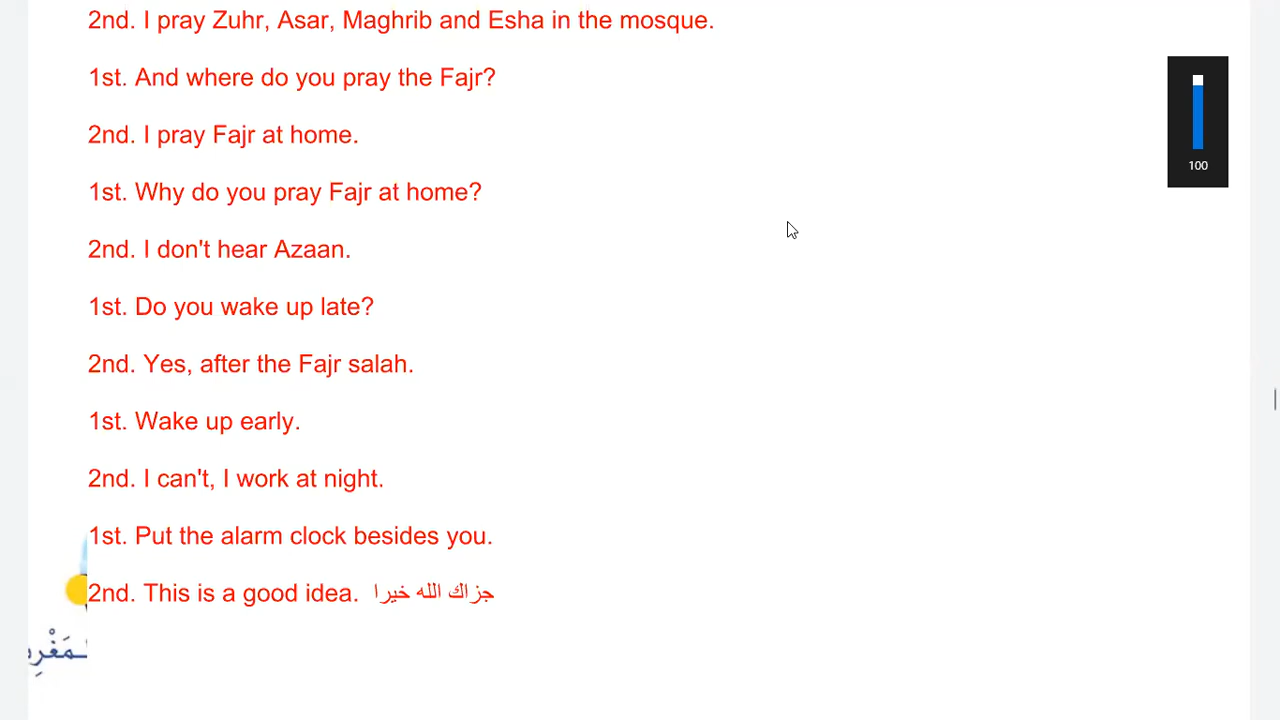 2nd. I pray Zuhr, Asar, Maghrib and Esha in the mosque.
1st. And where do you pray the Fajr?
2nd. I pray Fajr at home.
1st. Why do you pray Fajr at home?
2nd. I don't hear Azaan.
1st. Do you wake up late?
2nd. Yes, after the Fajr salah.
1st. Wake up early.
2nd. I can't, I work at night.
1st. Put the alarm clock besides you.
2nd. This is a good idea. جزاك الله خيرا
100